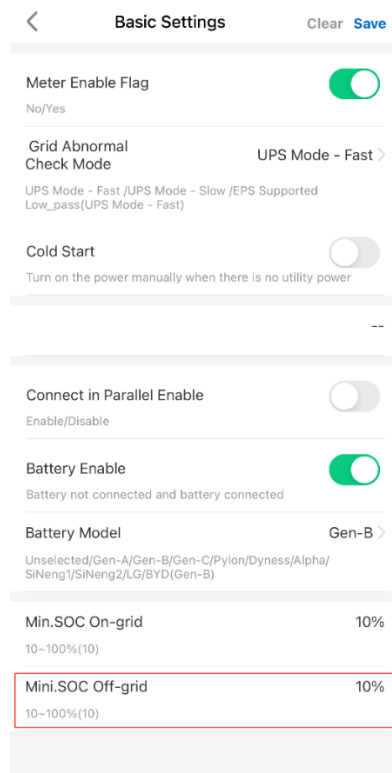 Basic Settings Clear Save
Meter Enable Flag
No/Yes
Grid Abnormal
Check Mode
UPS Mode - Fast
UPS Mode - Fast /UPS Mode - Slow /EPS Supported
Low_pass(UPS Mode - Fast)
Cold Start
Turn on the power manually when there is no utility power
--
Connect in Parallel Enable
Enable/Disable
Battery Enable
Battery not connected and battery connected
Battery Model Gen-B
Unselected/Gen-A/Gen-B/Gen-C/Pylon/Dyness/Alpha/
SiNeng1/SiNeng2/LG/BYD(Gen-B)
Min.SOC On-grid 10%
10~100%(10)
Mini.SOC Off-grid 10%
10~100%(10)